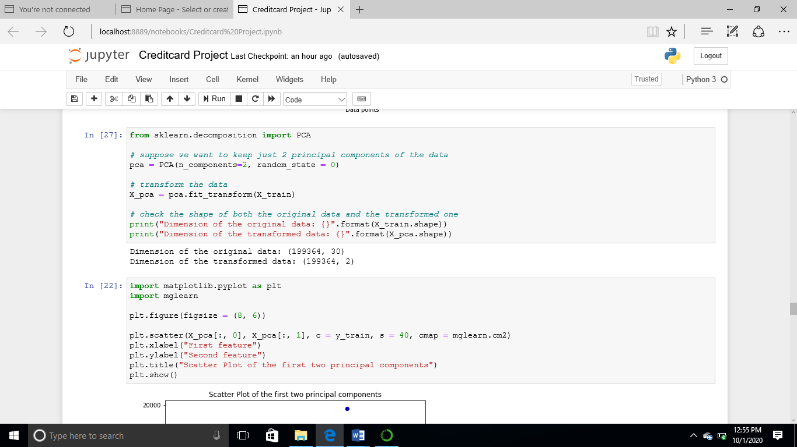 You're not connected
Home Page - Select or creat
Creditcard Project - Jup
localhost:8889/notebooks/Creditcard%20Project.ipynb
jupyter Creditcard Project Last Checkpoint: an hour ago (autosaved)
Logout
File Edit View Insert Cell Kernel Widgets Help
Trusted Python 3
Run Code
Data points
In [27]: from sklearn.decomposition import PCA
# suppose we want to keep just 2 principal components of the data
pca = PCA(n_components=2, random_state = 0)
# transform the data
X_pca = pca.fit_transform(X_train)
# check the shape of both the original data and the transformed one
print("Dimension of the original data: {}".format(X_train.shape))
print("Dimension of the transformed data: {}".format(X_pca.shape))
Dimension of the original data: (199364, 30)
Dimension of the transformed data: (199364, 2)
In [22]: import matplotlib.pyplot as plt
import mglearn
plt.figure(figsize = (8, 6))
plt.scatter(X_pca[:, 0], X_pca[:, 1], c = y_train, s = 40, cmap = mglearn.cm2)
plt.xlabel("First feature")
plt.ylabel("Second feature")
plt.title("Scatter Plot of the first two principal components")
plt.show()
Scatter Plot of the first two principal components
20000
Type here to search
12:55 PM
10/1/2020